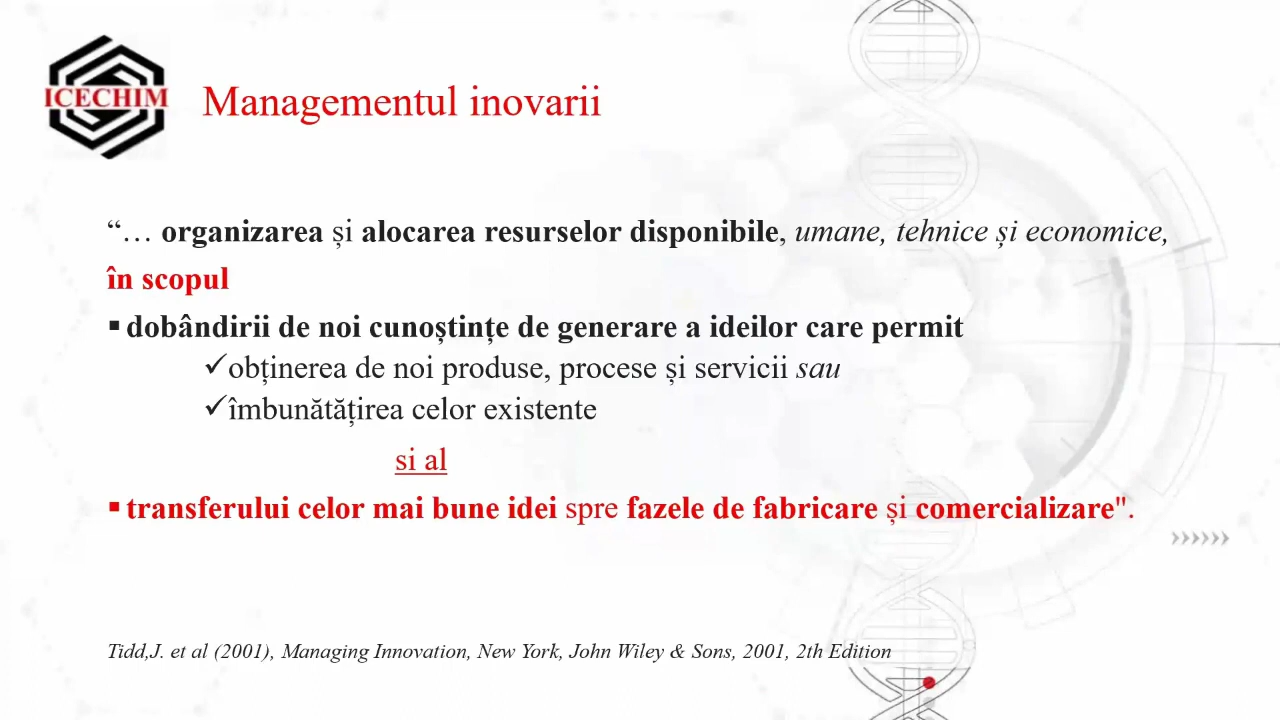 ICECHIM
Managementul inovarii
“… organizarea și alocarea resurselor disponibile, umane, tehnice și economice,
în scopul
▪ dobândirii de noi cunoștințe de generare a ideilor care permit
✓obținerea de noi produse, procese și servicii sau
✓îmbunătățirea celor existente
si al
▪ transferului celor mai bune idei spre fazele de fabricare și comercializare".
Tidd,J. et al (2001), Managing Innovation, New York, John Wiley & Sons, 2001, 2th Edition